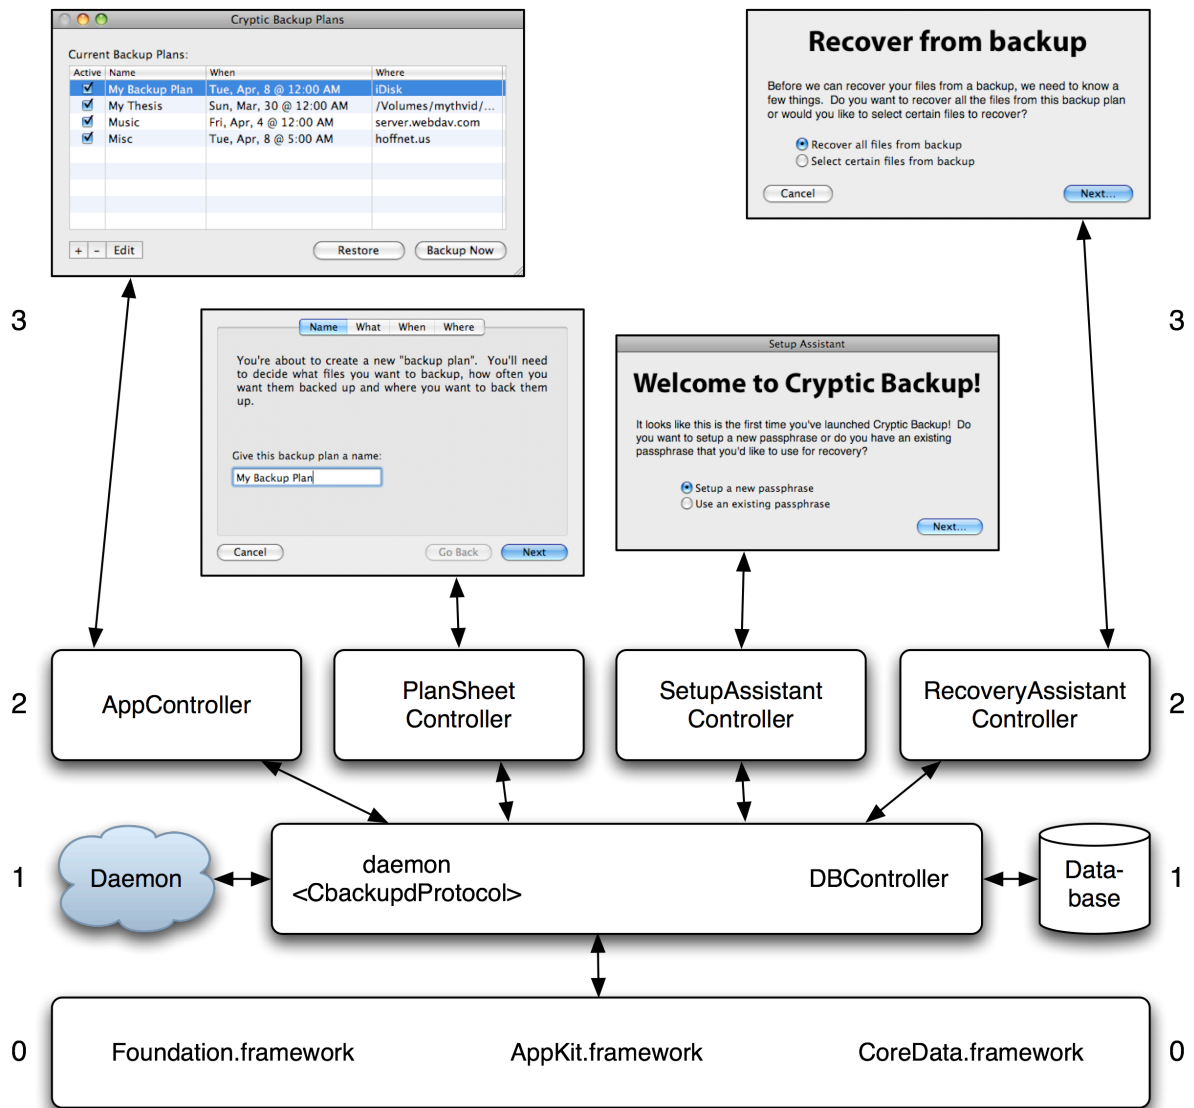 Cryptic Backup Plans
Current Backup Plans:
Active Name When Where
My Backup Plan Tue, Apr, 8 @ 12:00 AM iDisk
My Thesis Sun, Mar, 30 @ 12:00 AM /Volumes/mythvid/...
Music Fri, Apr, 4 @ 12:00 AM server.webdav.com
Misc Tue, Apr, 8 @ 5:00 AM hoffnet.us
+ - Edit Restore Backup Now
Recover from backup
Before we can recover your files from a backup, we need to know a
few things. Do you want to recover all the files from this backup plan
or would you like to select certain files to recover?
Recover all files from backup
Select certain files from backup
Cancel Next...
3 3
Name What When Where
You're about to create a new "backup plan". You'll need
to decide what files you want to backup, how often you
want them backed up and where you want to back them
up.
Give this backup plan a name:
My Backup Plan
Cancel Go Back Next
Setup Assistant
Welcome to Cryptic Backup!
It looks like this is the first time you've launched Cryptic Backup! Do
you want to setup a new passphrase or do you have an existing
passphrase that you'd like to use for recovery?
Setup a new passphrase
Use an existing passphrase
Next...
2 2
AppController
PlanSheet
Controller
SetupAssistant
Controller
RecoveryAssistant
Controller
1 1
Daemon
daemon
<CbackupdProtocol>
DBController
Data-
base
0 0
Foundation.framework AppKit.framework CoreData.framework